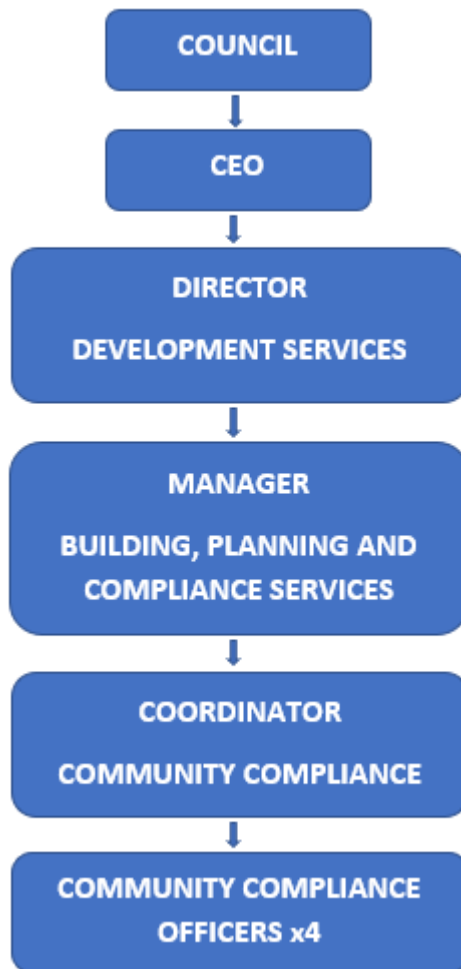 COUNCIL
CEO
DIRECTOR
DEVELOPMENT SERVICES
MANAGER
BUILDING, PLANNING AND
COMPLIANCE SERVICES
COORDINATOR
COMMUNITY COMPLIANCE
COMMUNITY COMPLIANCE
OFFICERS x4